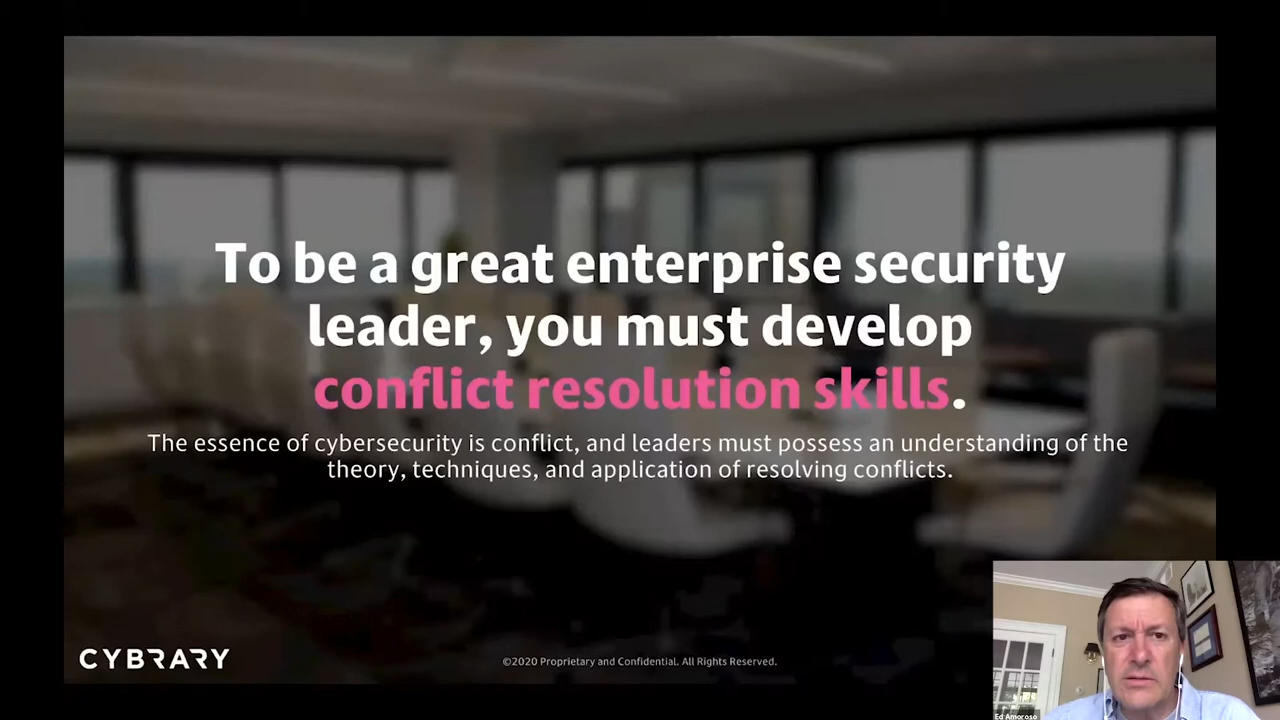 To be a great enterprise security
leader, you must develop
conflict resolution skills.
The essence of cybersecurity is conflict, and leaders must possess an understanding of the
theory, techniques, and application of resolving conflicts.
CYBRARY
©2020 Proprietary and Confidential. All Rights Reserved.
Ed Amoroso